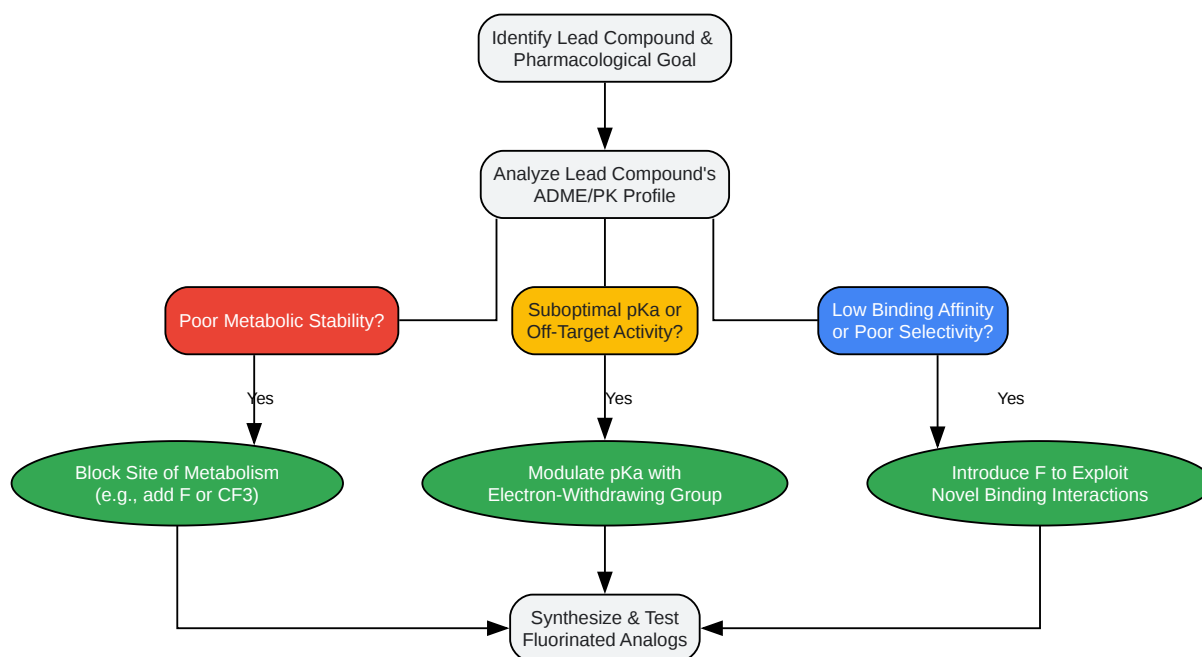 Identify Lead Compound &
Pharmacological Goal
Analyze Lead Compound's
ADME/PK Profile
Poor Metabolic Stability?
Suboptimal pKa or
Off-Target Activity?
Low Binding Affinity
or Poor Selectivity?
Yes
Yes
Yes
Block Site of Metabolism
(e.g., add F or CF3)
Modulate pKa with
Electron-Withdrawing Group
Introduce F to Exploit
Novel Binding Interactions
Synthesize & Test
Fluorinated Analogs